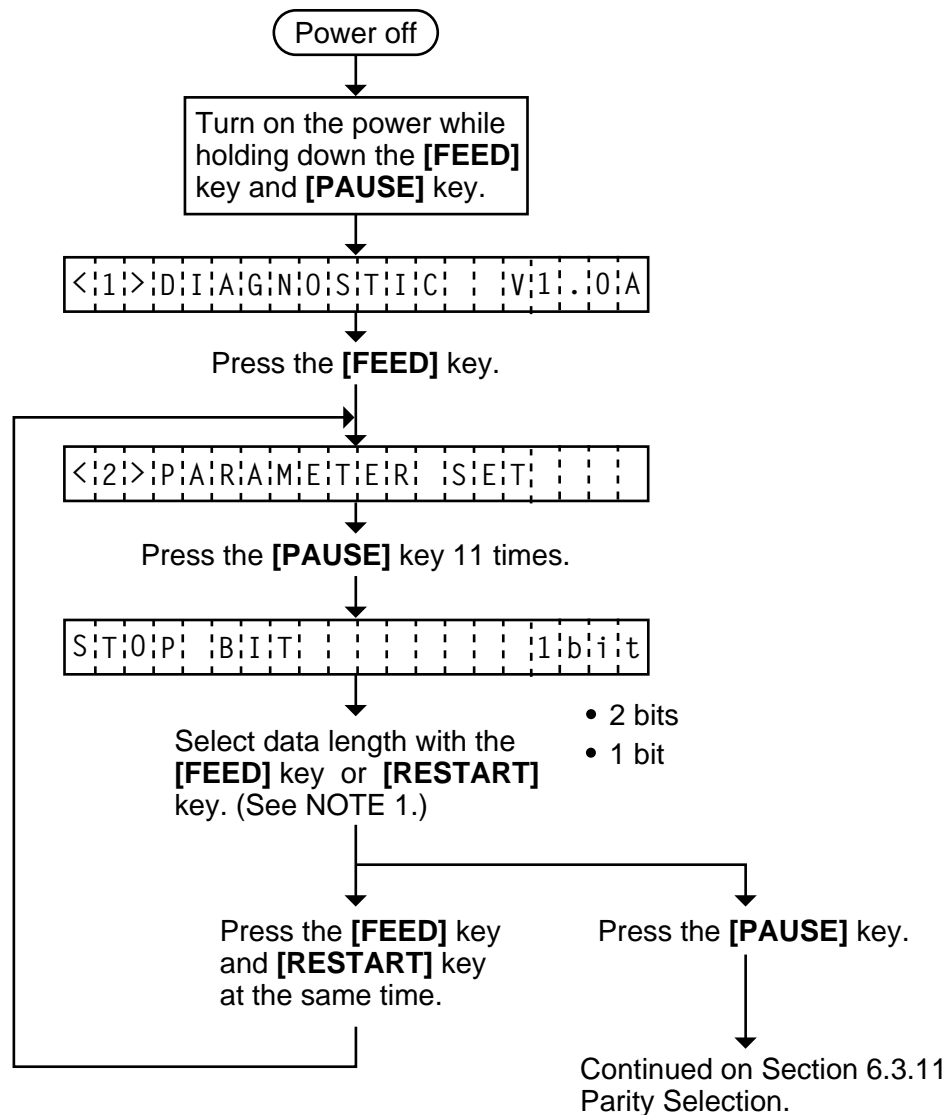 Power off
Turn on the power while
holding down the [FEED]
key and [PAUSE] key.
<1>DIAGNOSTIC  V1.0A
Press the [FEED] key.
<2>PARAMETER SET
Press the [PAUSE] key 11 times.
STOP BIT        1bit
• 2 bits
• 1 bit
Select data length with the
[FEED] key or [RESTART]
key. (See NOTE 1.)
Press the [FEED] key
and [RESTART] key
at the same time.
Press the [PAUSE] key.
Continued on Section 6.3.11
Parity Selection.